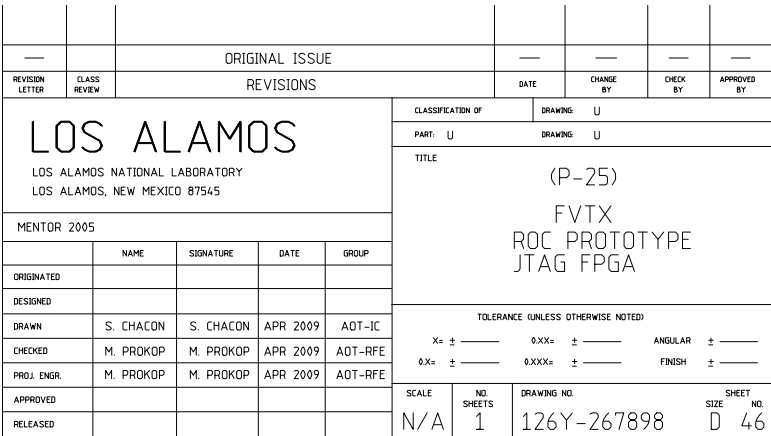 — — ORIGINAL ISSUE — — — —
REVISION LETTER CLASS REVIEW REVISIONS DATE CHANGE BY CHECK BY APPROVED BY
CLASSIFICATION OF DRAWING: U
PART: U DRAWING: U
LOS ALAMOS
LOS ALAMOS NATIONAL LABORATORY
LOS ALAMOS, NEW MEXICO 87545
TITLE
(P-25)
FVTX
ROC PROTOTYPE
JTAG FPGA
MENTOR 2005
NAME SIGNATURE DATE GROUP
ORIGINATED
DESIGNED
DRAWN S. CHACON S. CHACON APR 2009 AOT-IC
CHECKED M. PROKOP M. PROKOP APR 2009 AOT-RFE
PROJ. ENGR. M. PROKOP M. PROKOP APR 2009 AOT-RFE
APPROVED
RELEASED
TOLERANCE (UNLESS OTHERWISE NOTED)
X= ± 0.XX= ± ANGULAR ±
0.X= ± 0.XXX= ± FINISH ±
SCALE NO. SHEETS DRAWING NO. SHEET
SIZE NO.
N/A 1 126Y-267898 D 46